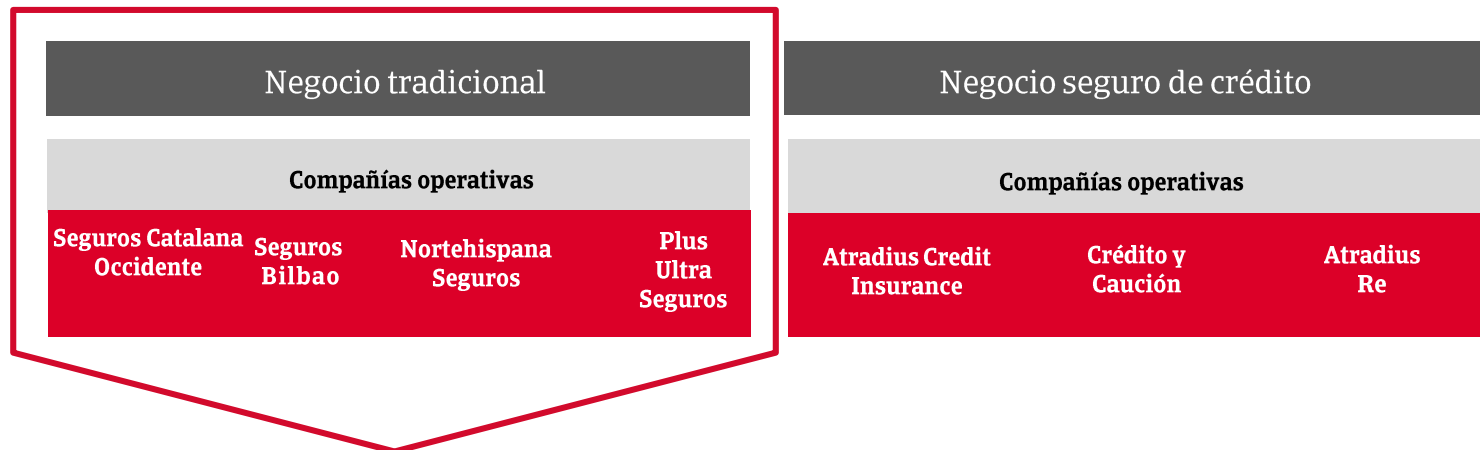 Negocio tradicional
Negocio seguro de crédito
Compañías operativas
Compañías operativas
Seguros Catalana
Occidente
Seguros
Bilbao
Nortehispana
Seguros
Plus
Ultra
Seguros
Atradius Credit
Insurance
Crédito y
Caución
Atradius
Re